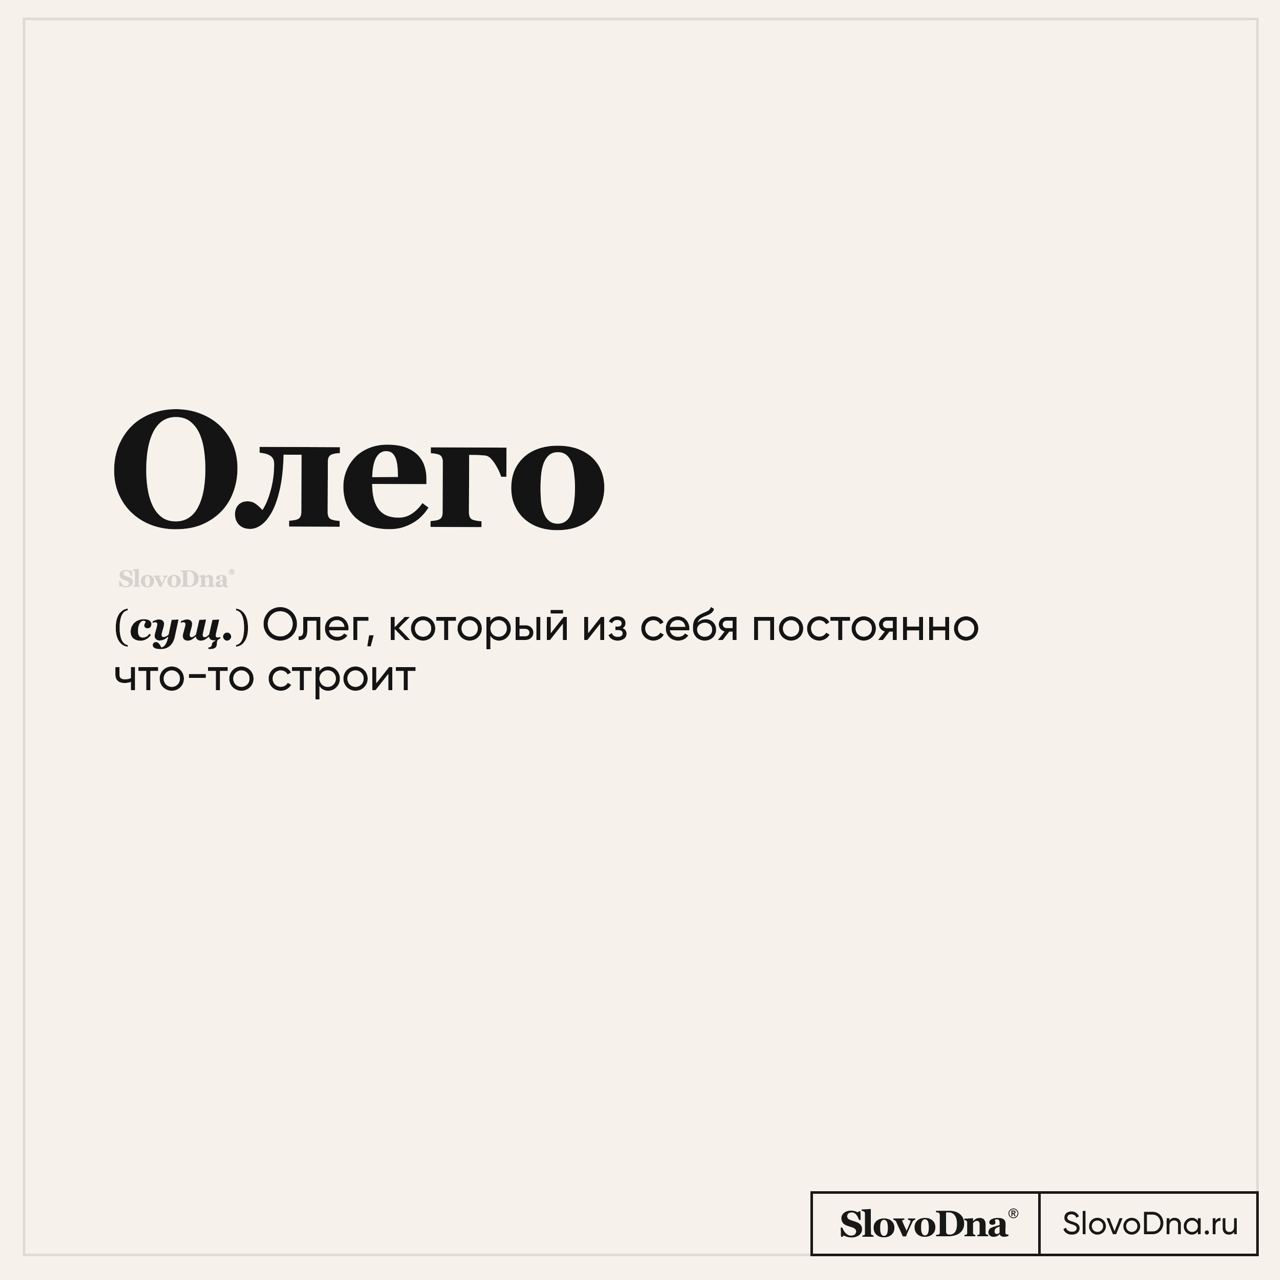 Олего
SlovoDna®
(сущ.) Олег, который из себя постоянно
что-то строит
SlovoDna® SlovoDna.ru